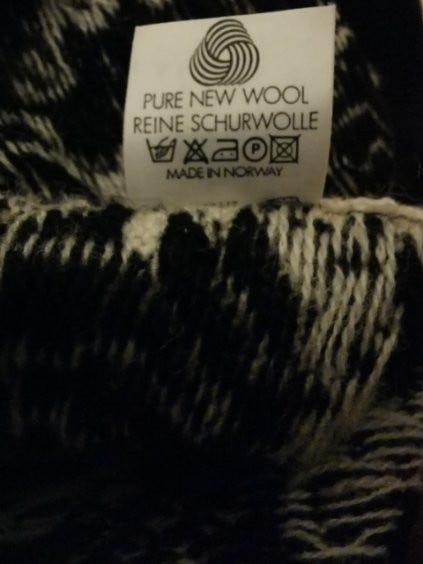 PURE NEW WOOL
REINE SCHURWOLLE
P
MADE IN NORWAY